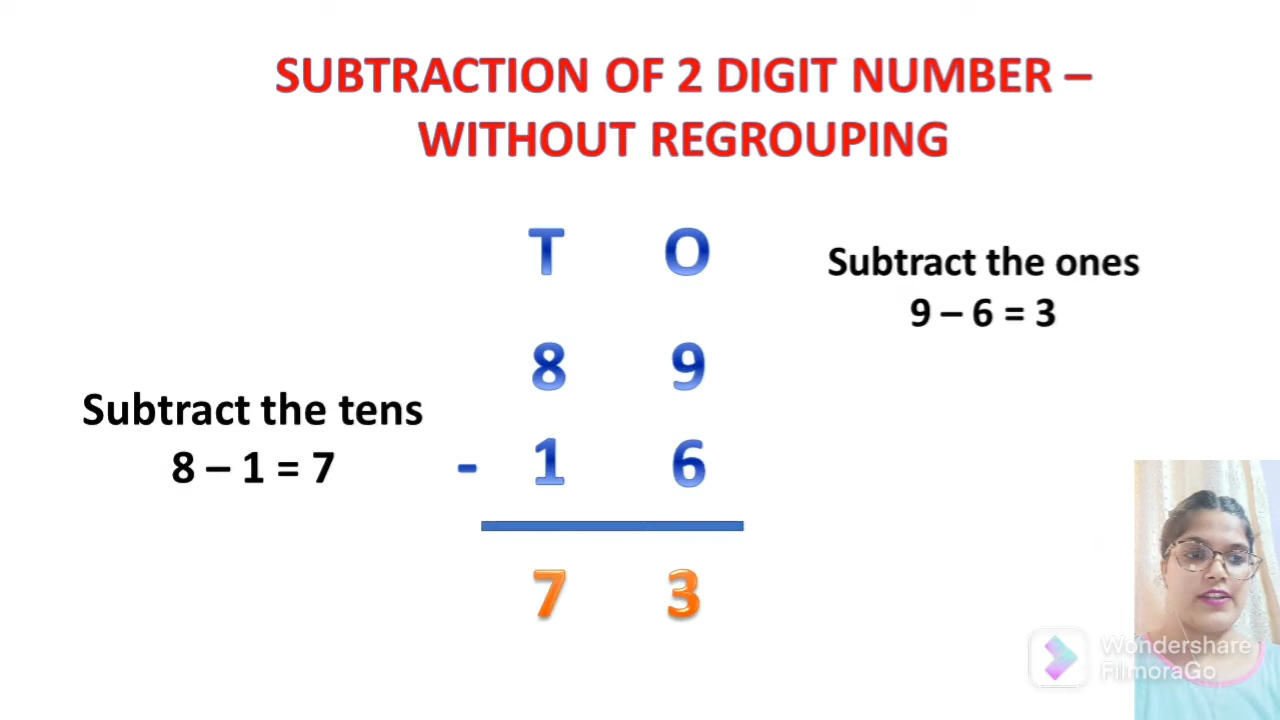 SUBTRACTION OF 2 DIGIT NUMBER –
WITHOUT REGROUPING
T O
Subtract the ones
9 – 6 = 3
8 9
Subtract the tens
8 – 1 = 7
- 1 6
7 3
Wondershare
FilmoraGo